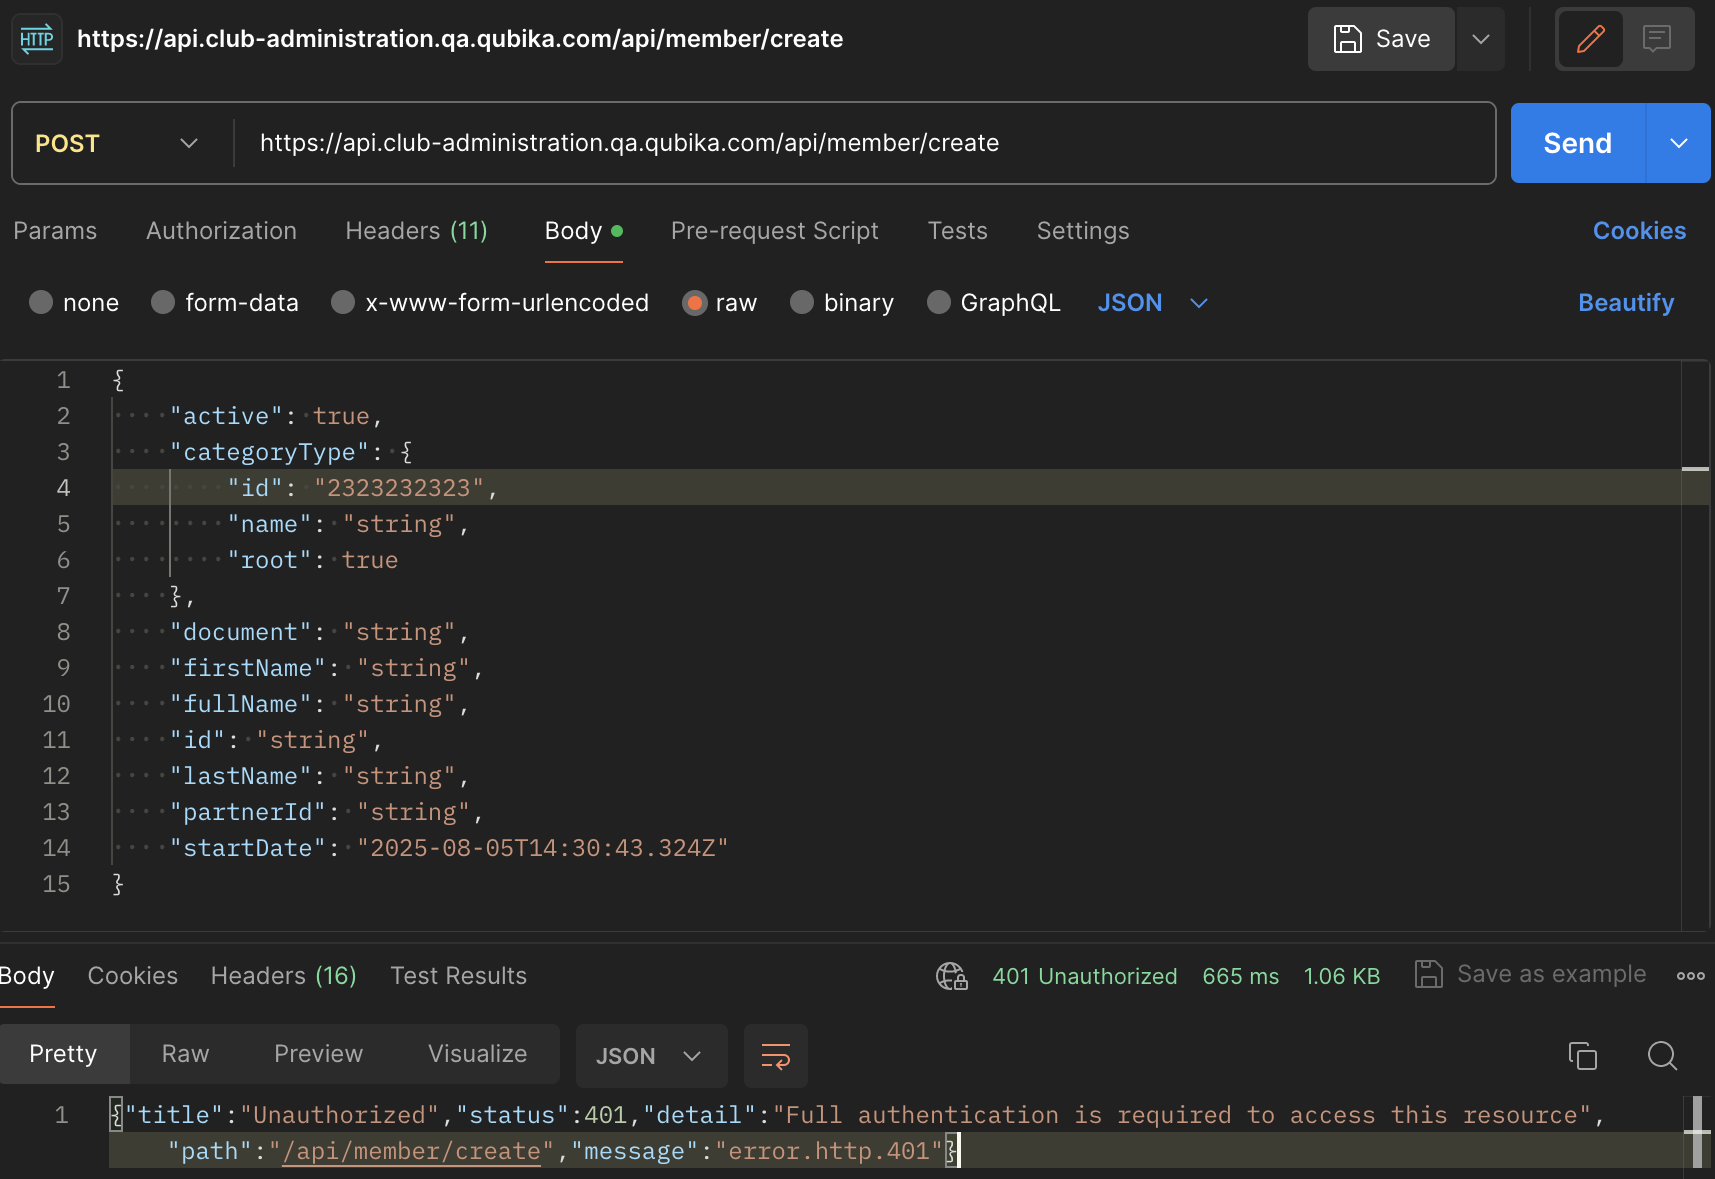 HTTP https://api.club-administration.qa.qubika.com/api/member/create Save
POST https://api.club-administration.qa.qubika.com/api/member/create Send
Params Authorization Headers (11) Body Pre-request Script Tests Settings Cookies
none form-data x-www-form-urlencoded raw binary GraphQL JSON Beautify
1 {
2 "active": true,
3 "categoryType": {
4 "id": "2323232323",
5 "name": "string",
6 "root": true
7 },
8 "document": "string",
9 "firstName": "string",
10 "fullName": "string",
11 "id": "string",
12 "lastName": "string",
13 "partnerId": "string",
14 "startDate": "2025-08-05T14:30:43.324Z"
15 }
Body Cookies Headers (16) Test Results 401 Unauthorized 665 ms 1.06 KB Save as example
Pretty Raw Preview Visualize JSON
1 {"title":"Unauthorized","status":401,"detail":"Full authentication is required to access this resource",
"path":"/api/member/create","message":"error.http.401"}